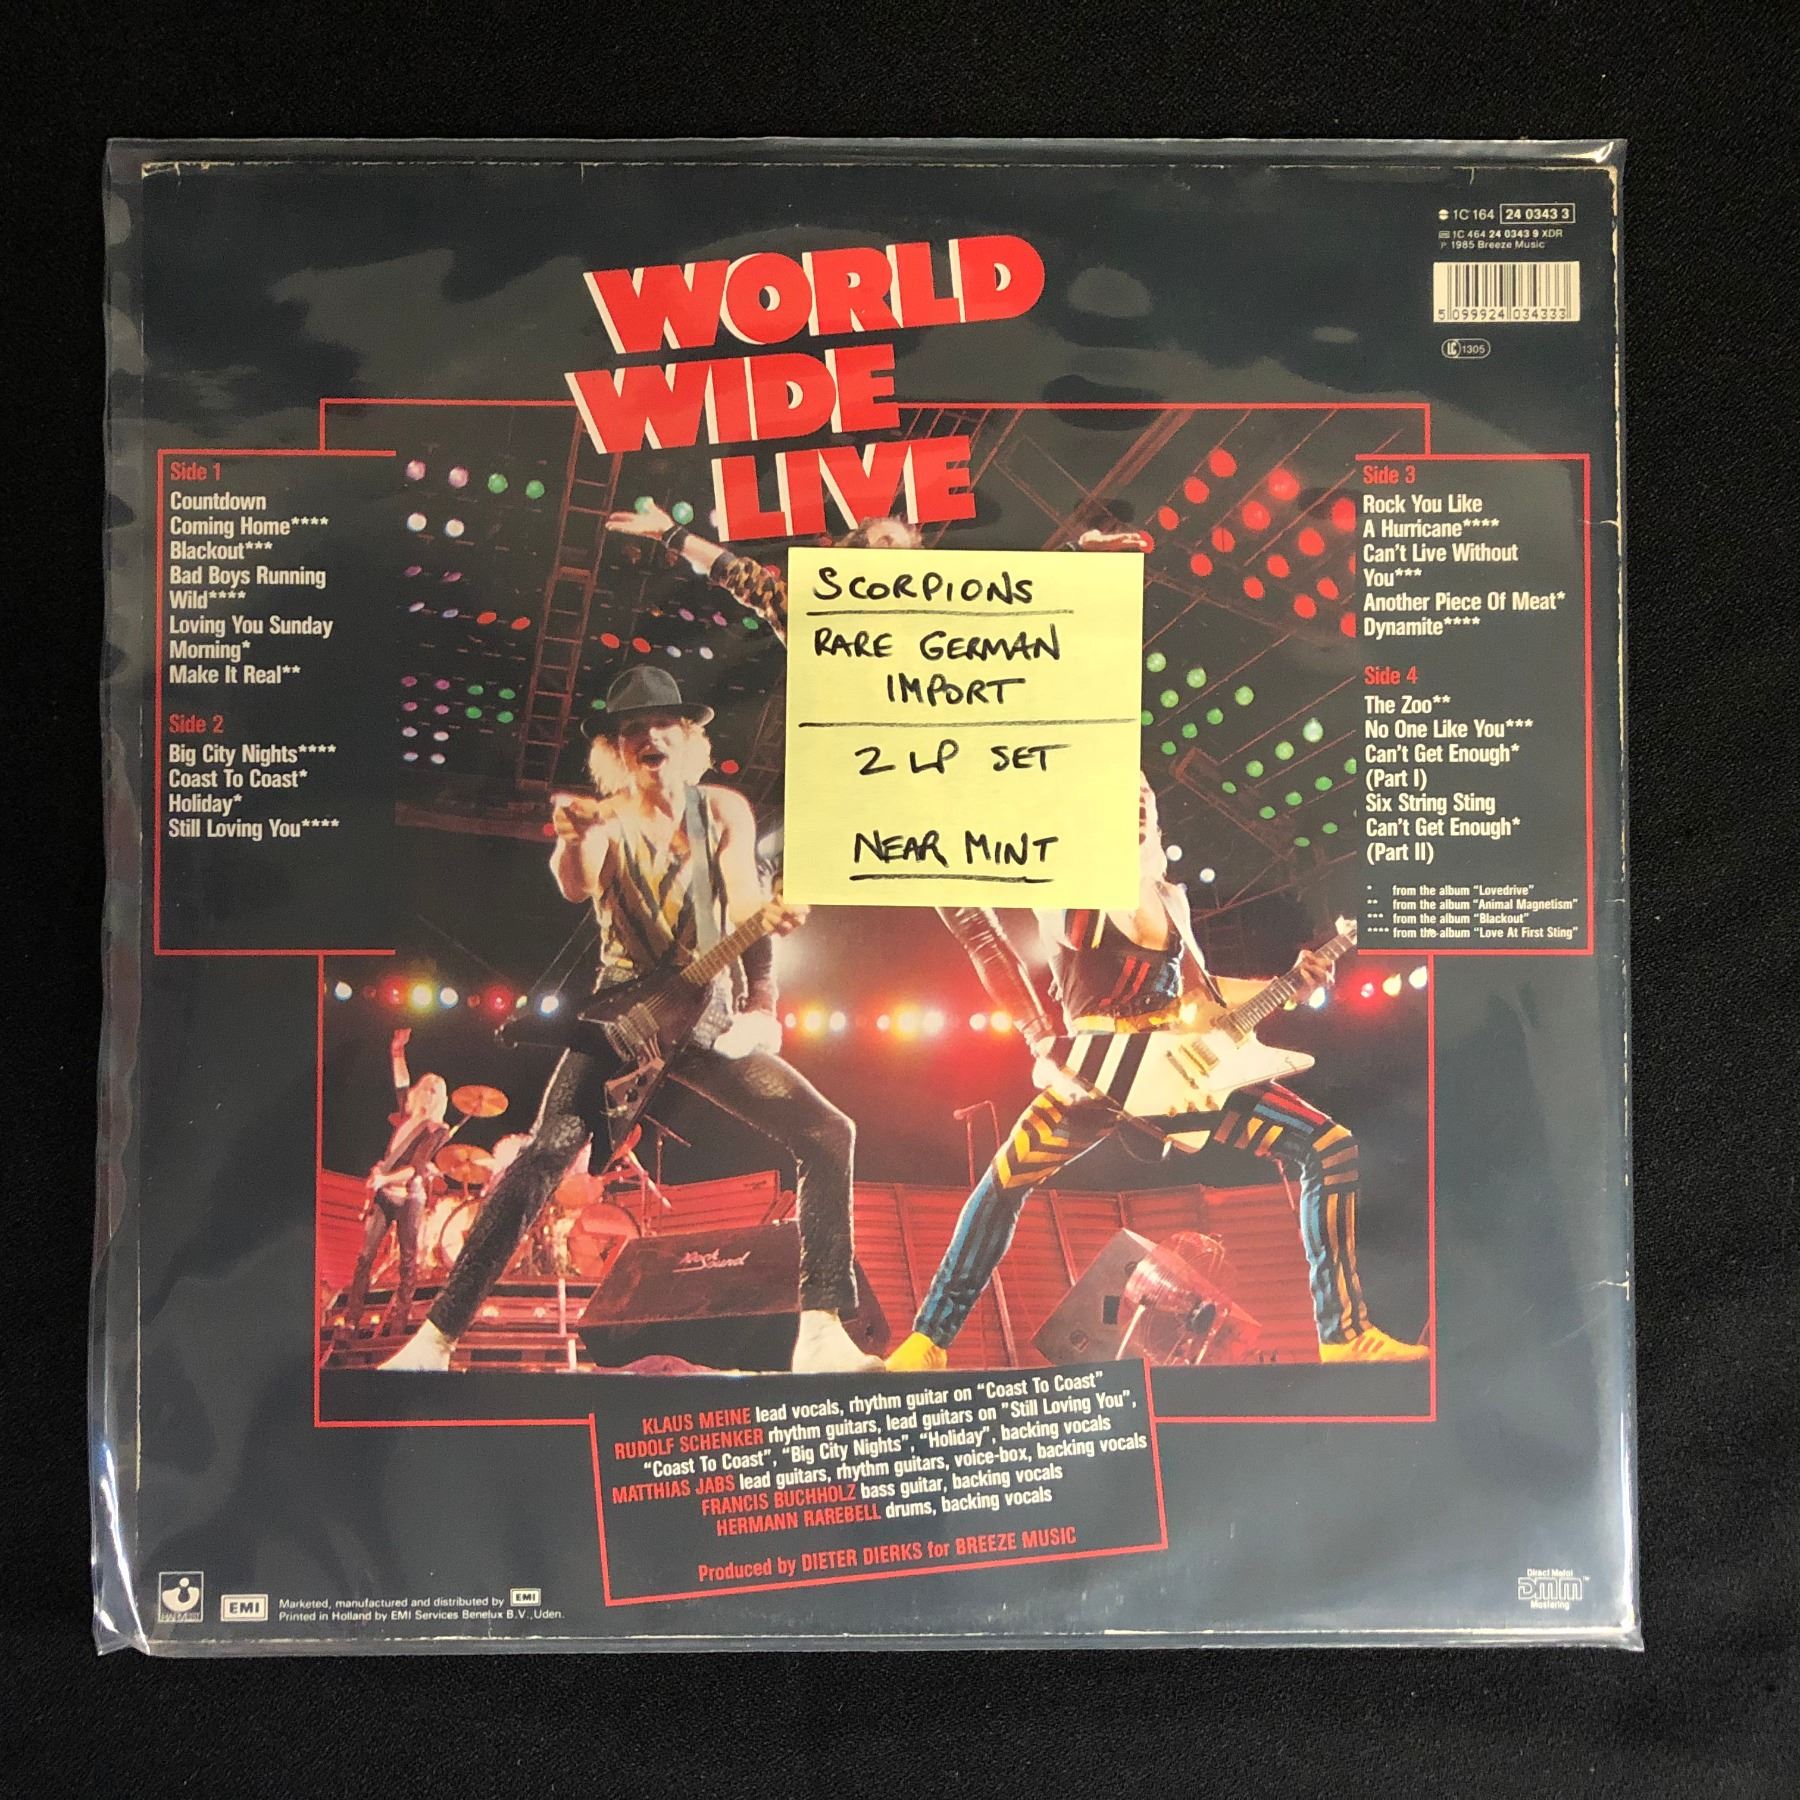 1C 164 24 0343 3
1C 464 24 0343 9 XDR
℗ 1985 Breeze Music
5 099924 034333
LC 1305
WORLD
WIDE
LIVE
Side 1
Countdown
Coming Home****
Blackout***
Bad Boys Running
Wild****
Loving You Sunday
Morning*
Make It Real**
Side 2
Big City Nights****
Coast To Coast*
Holiday*
Still Loving You****
SCORPIONS
RARE GERMAN
IMPORT
2 LP SET
NEAR MINT
Side 3
Rock You Like
A Hurricane****
Can't Live Without
You***
Another Piece Of Meat*
Dynamite****
Side 4
The Zoo**
No One Like You***
Can't Get Enough*
(Part I)
Six String Sting
Can't Get Enough*
(Part II)
* from the album "Lovedrive"
** from the album "Animal Magnetism"
*** from the album "Blackout"
**** from the album "Love At First Sting"
Rock
Sound
KLAUS MEINE lead vocals, rhythm guitar on "Coast To Coast"
RUDOLF SCHENKER rhythm guitars, lead guitars on "Still Loving You",
"Coast To Coast", "Big City Nights", "Holiday", backing vocals
MATTHIAS JABS lead guitars, rhythm guitars, voice-box, backing vocals
FRANCIS BUCHHOLZ bass guitar, backing vocals
HERMANN RAREBELL drums, backing vocals
Produced by DIETER DIERKS for BREEZE MUSIC
HARVEST
EMI
Marketed, manufactured and distributed by EMI
Printed in Holland by EMI Services Benelux B.V., Uden.
Direct Metal
DMM™
Mastering